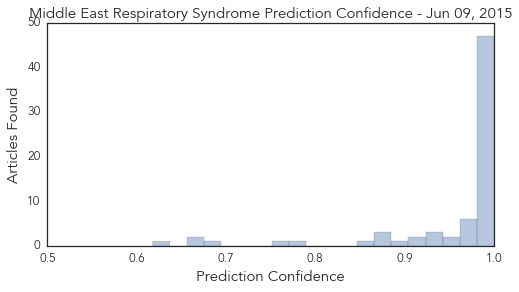 Middle East Respiratory Syndrome Prediction Confidence - Jun 09, 2015
50
40
30
20
10
0
Articles Found
0.5 0.6 0.7 0.8 0.9 1.0
Prediction Confidence